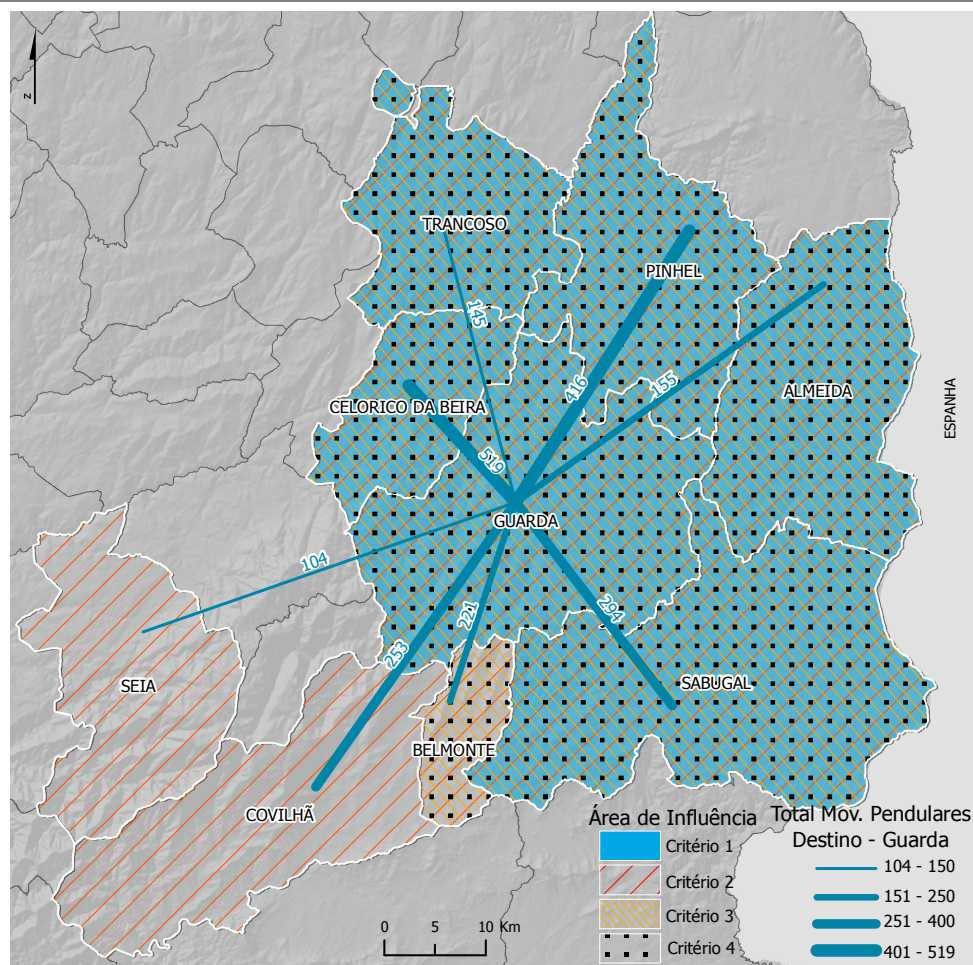 z
TRANCOSO
PINHEL
145
416
155
ALMEIDA
ESPANHA
CELORICO DA BEIRA
519
GUARDA
104
221
294
253
SEIA
SABUGAL
BELMONTE
COVILHÃ
Área de Influência
Critério 1
Critério 2
Critério 3
Critério 4
Total Mov. Pendulares
Destino - Guarda
104 - 150
151 - 250
251 - 400
401 - 519
0 5 10 Km